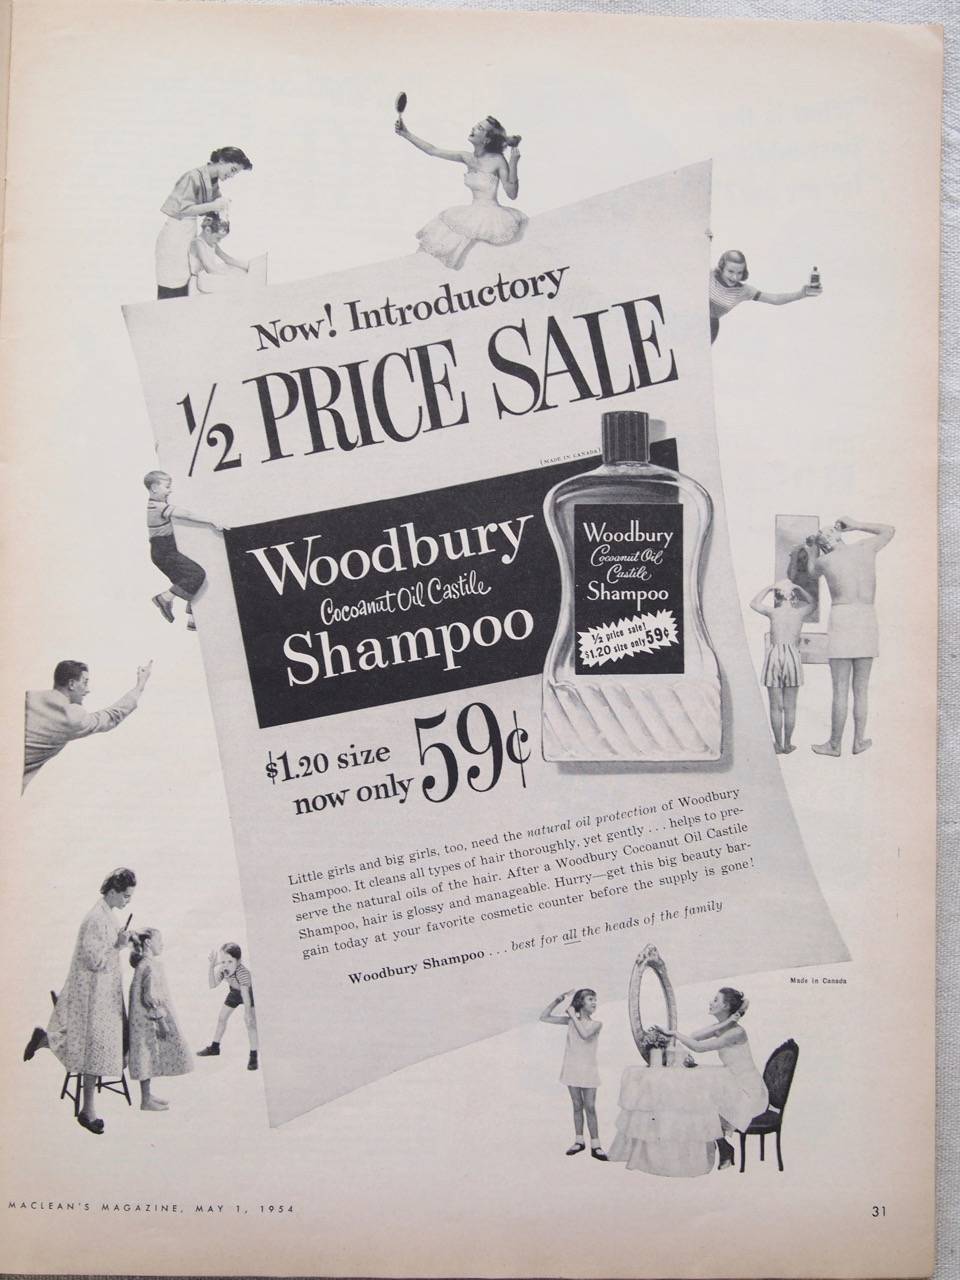 Now! Introductory
½ PRICE SALE
(MADE IN CANADA)
Woodbury
Cocoanut Oil Castile
Shampoo
Woodbury
Cocoanut Oil
Castile
Shampoo
½ price sale!
$1.20 size only 59¢
$1.20 size
now only 59¢
Little girls and big girls, too, need the natural oil protection of Woodbury
Shampoo. It cleans all types of hair thoroughly, yet gently . . . helps to pre-
serve the natural oils of the hair. After a Woodbury Cocoanut Oil Castile
Shampoo, hair is glossy and manageable. Hurry—get this big beauty bar-
gain today at your favorite cosmetic counter before the supply is gone!
Woodbury Shampoo . . . best for all the heads of the family
Made in Canada
MACLEAN'S MAGAZINE, MAY 1, 1954
31